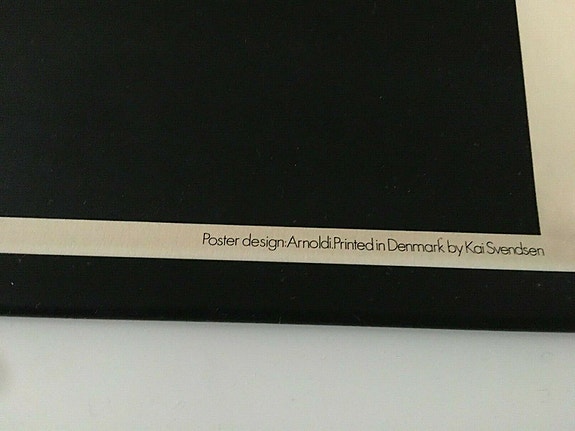 Poster design:Arnoldi.Printed in Denmark by Kai Svendsen